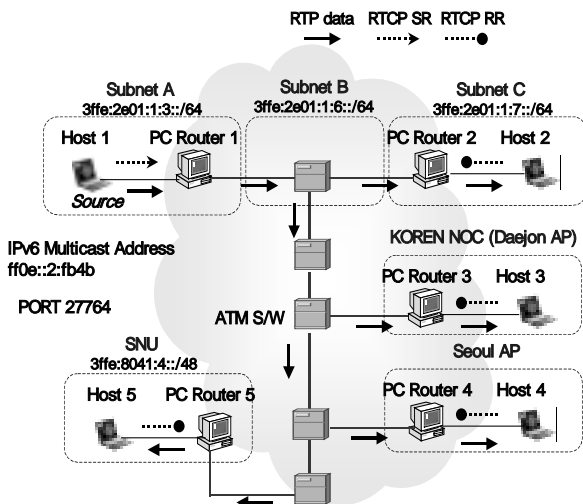 RTP data RTCP SR RTCP RR
Subnet A
3ffe:2e01:1:3::/64
Subnet B
3ffe:2e01:1:6::/64
Subnet C
3ffe:2e01:1:7::/64
Host 1 PC Router 1
PC Router 2 Host 2
Source
IPv6 Multicast Address
ff0e::2:fb4b
KOREN NOC (Daejon AP)
PC Router 3 Host 3
PORT 27764
ATM S/W
SNU
3ffe:8041:4::/48
Seoul AP
Host 5 PC Router 5
PC Router 4 Host 4